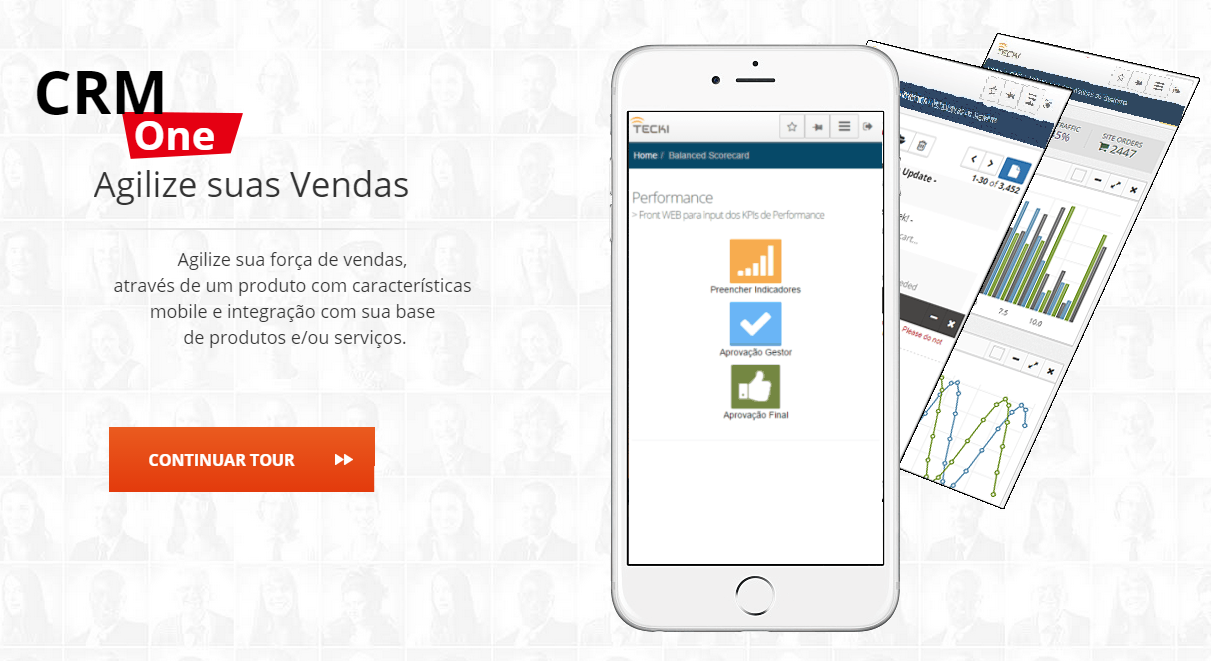 CRM
One
Agilize suas Vendas
Agilize sua força de vendas,
através de um produto com características
mobile e integração com sua base
de produtos e/ou serviços.
CONTINUAR TOUR
TECKI
Home / Balanced Scorecard
Performance
> Front WEB para input dos KPIs de Performance
Preencher Indicadores
Aprovação Gestor
Aprovação Final
Update -
1-30 of 3,452
cart...
Please do not
TECKI
SITE ORDERS
2447
7.5 10.0